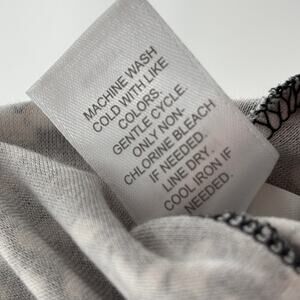 MACHINE WASH
COLD WITH LIKE
COLORS.
GENTLE CYCLE.
ONLY NON-
CHLORINE BLEACH
IF NEEDED.
LINE DRY.
COOL IRON IF
NEEDED.